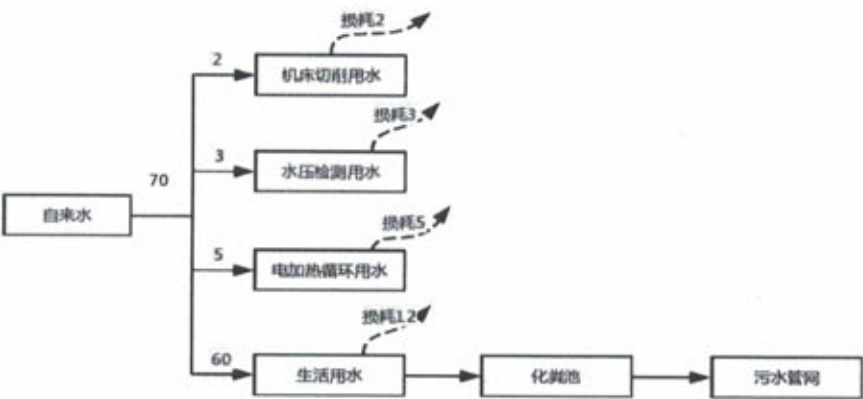 损耗2
2
机床切削用水
损耗3
3
水压检测用水
70
自来水
损耗5
5
电加热循环用水
损耗12
60
生活用水
化粪池
污水管网